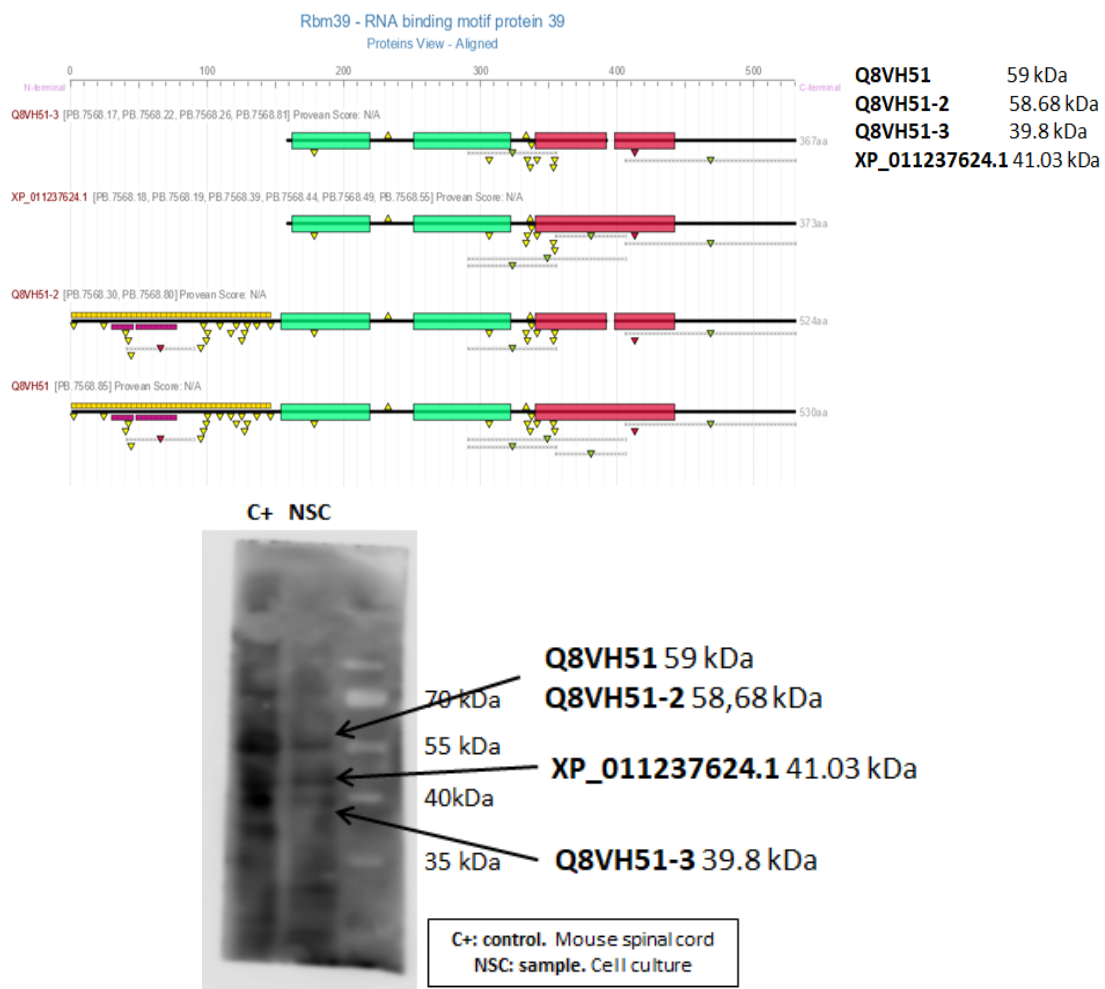 Rbm39 - RNA binding motif protein 39
Proteins View - Aligned
0 100 200 300 400 500
N-terminal C-terminal
Q8VH51-3 [PB.7568.17, PB.7568.22, PB.7568.26, PB.7568.81] Provean Score: N/A
367aa
XP_011237624.1 [PB.7568.18, PB.7568.19, PB.7568.39, PB.7568.44, PB.7568.49, PB.7568.55] Provean Score: N/A
373aa
Q8VH51-2 [PB.7568.30, PB.7568.80] Provean Score: N/A
524aa
Q8VH51 [PB.7568.85] Provean Score: N/A
530aa
Q8VH51 59 kDa
Q8VH51-2 58.68 kDa
Q8VH51-3 39.8 kDa
XP_011237624.1 41.03 kDa
C+ NSC
Q8VH51 59 kDa
70 kDa
Q8VH51-2 58,68 kDa
55 kDa
XP_011237624.1 41.03 kDa
40kDa
35 kDa
Q8VH51-3 39.8 kDa
C+: control. Mouse spinal cord
NSC: sample. Cell culture